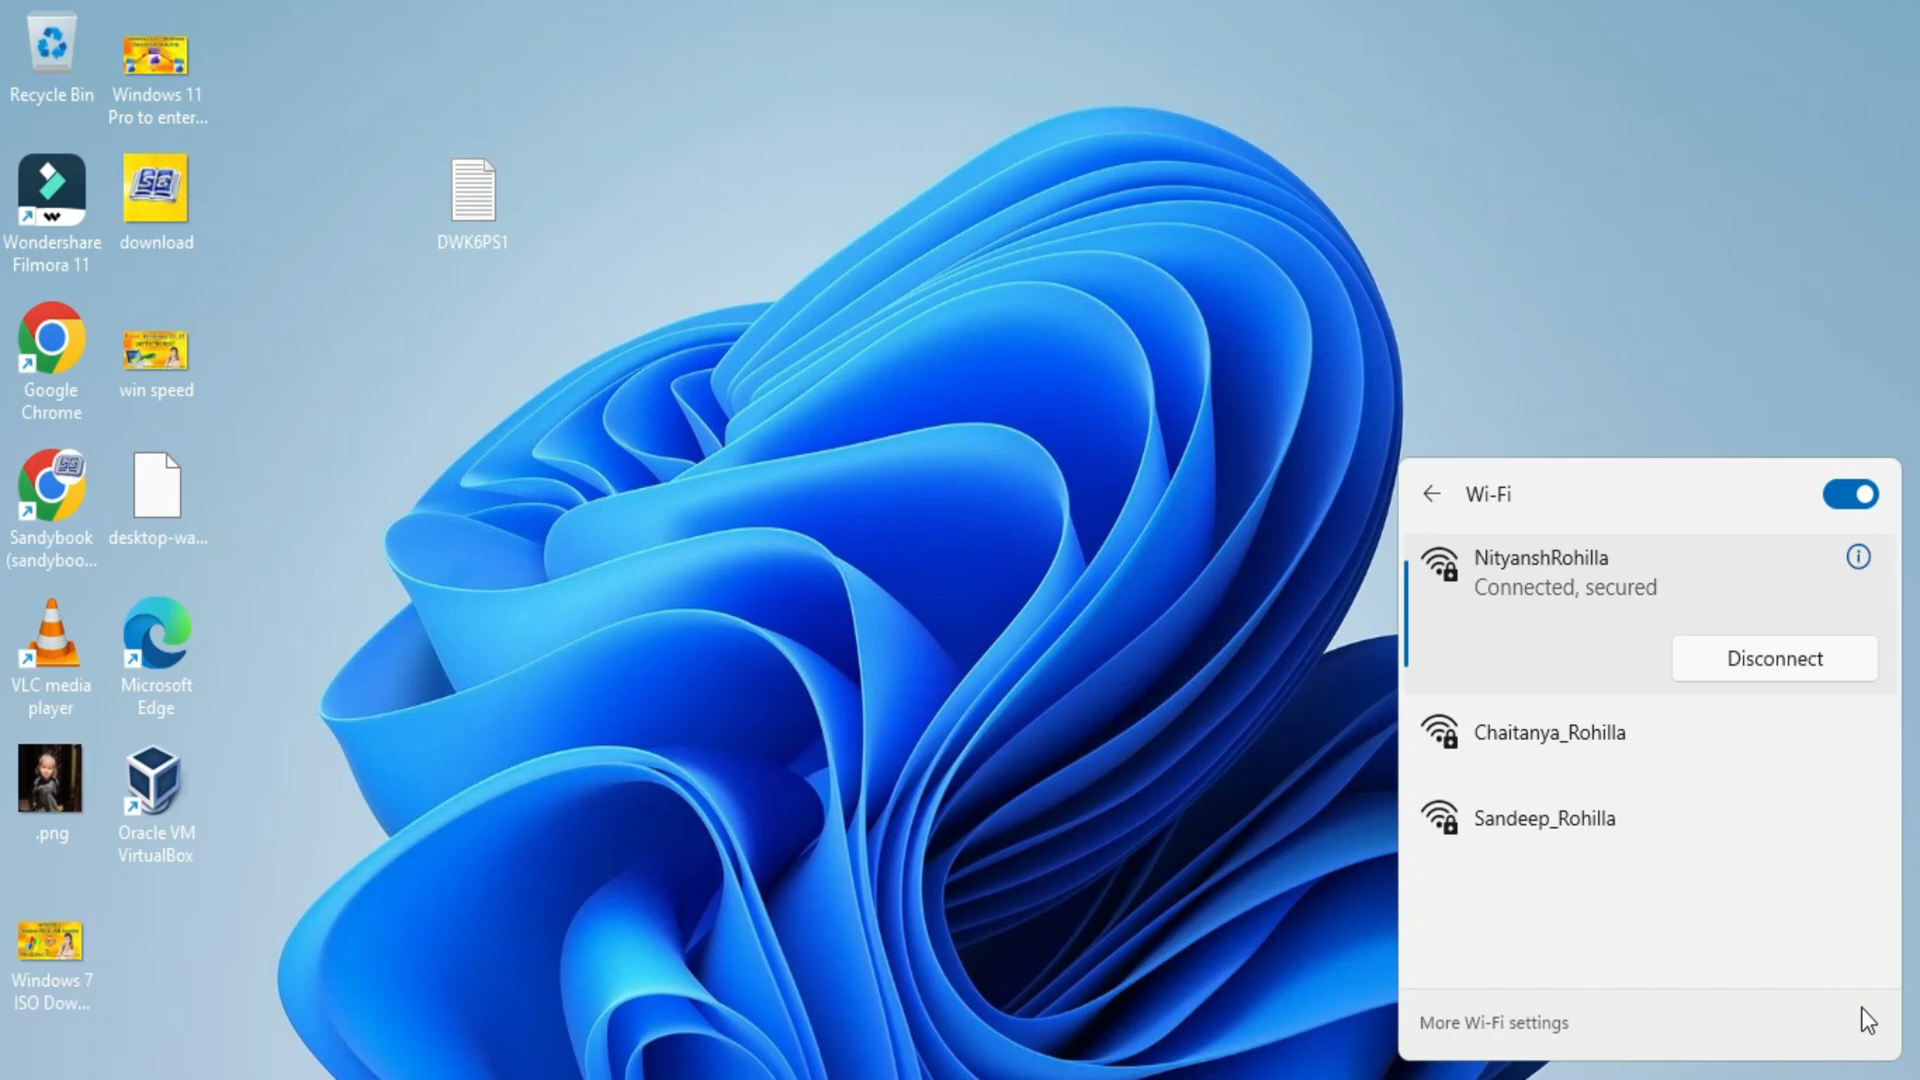 Recycle Bin
Windows 11
Pro to enter...
Wondershare
Filmora 11
download
DWK6PS1
Google
Chrome
win speed
Sandybook
(sandyboo...
desktop-wa...
VLC media
player
Microsoft
Edge
.png
Oracle VM
VirtualBox
Windows 7
ISO Dow...
Wi-Fi
NityanshRohilla
Connected, secured
Disconnect
Chaitanya_Rohilla
Sandeep_Rohilla
More Wi-Fi settings